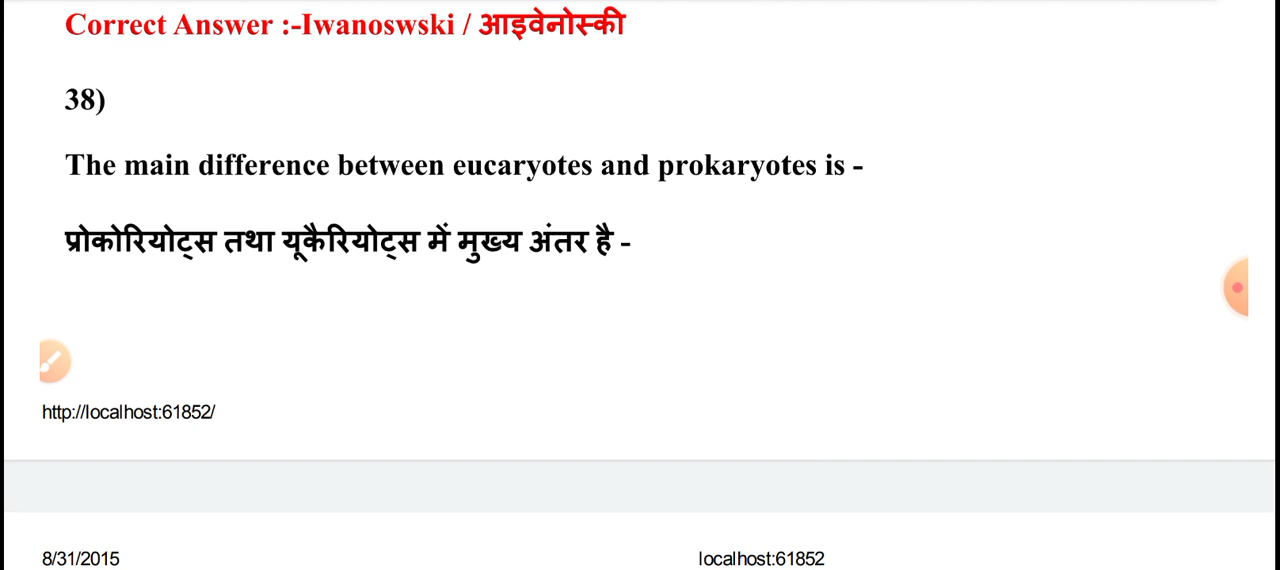 Correct Answer :-Iwanoswski / आइवेनोस्की
38)
The main difference between eucaryotes and prokaryotes is -
प्रोकोरियोट्स तथा यूकैरियोट्स में मुख्य अंतर है -
http://localhost:61852/
8/31/2015 localhost:61852